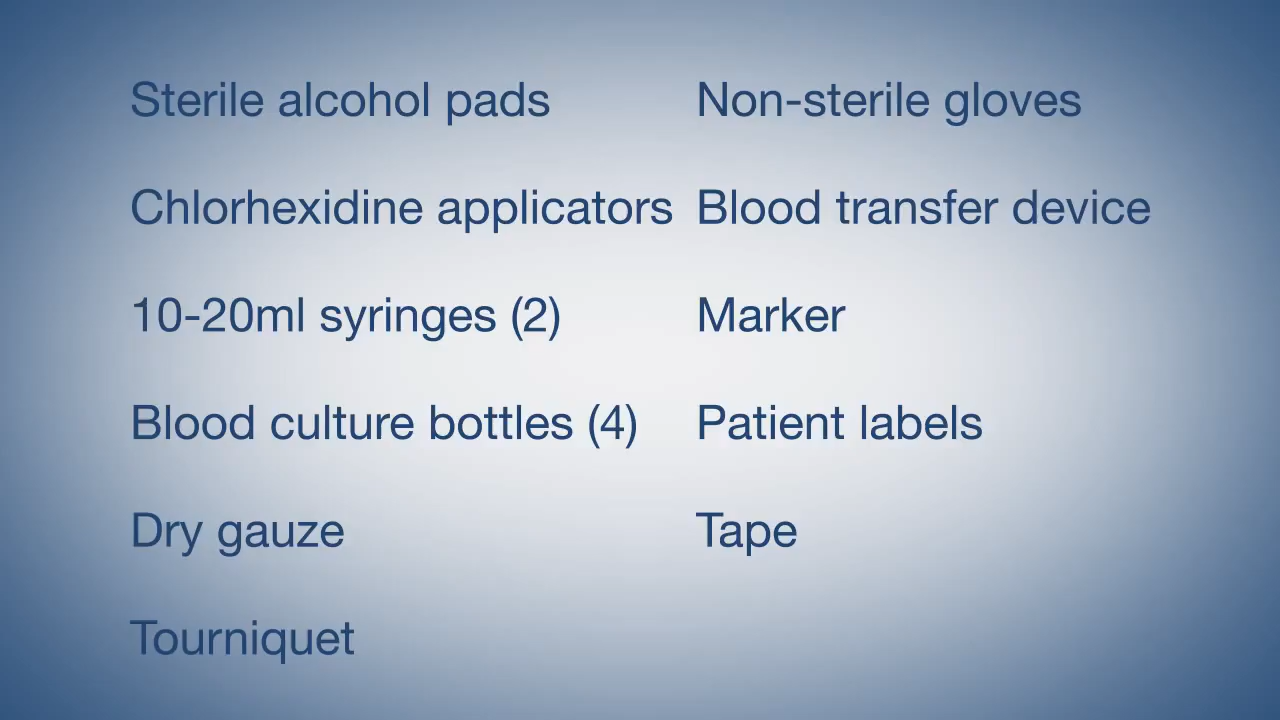 Sterile alcohol pads
Chlorhexidine applicators
10-20ml syringes (2)
Blood culture bottles (4)
Dry gauze
Tourniquet
Non-sterile gloves
Blood transfer device
Marker
Patient labels
Tape